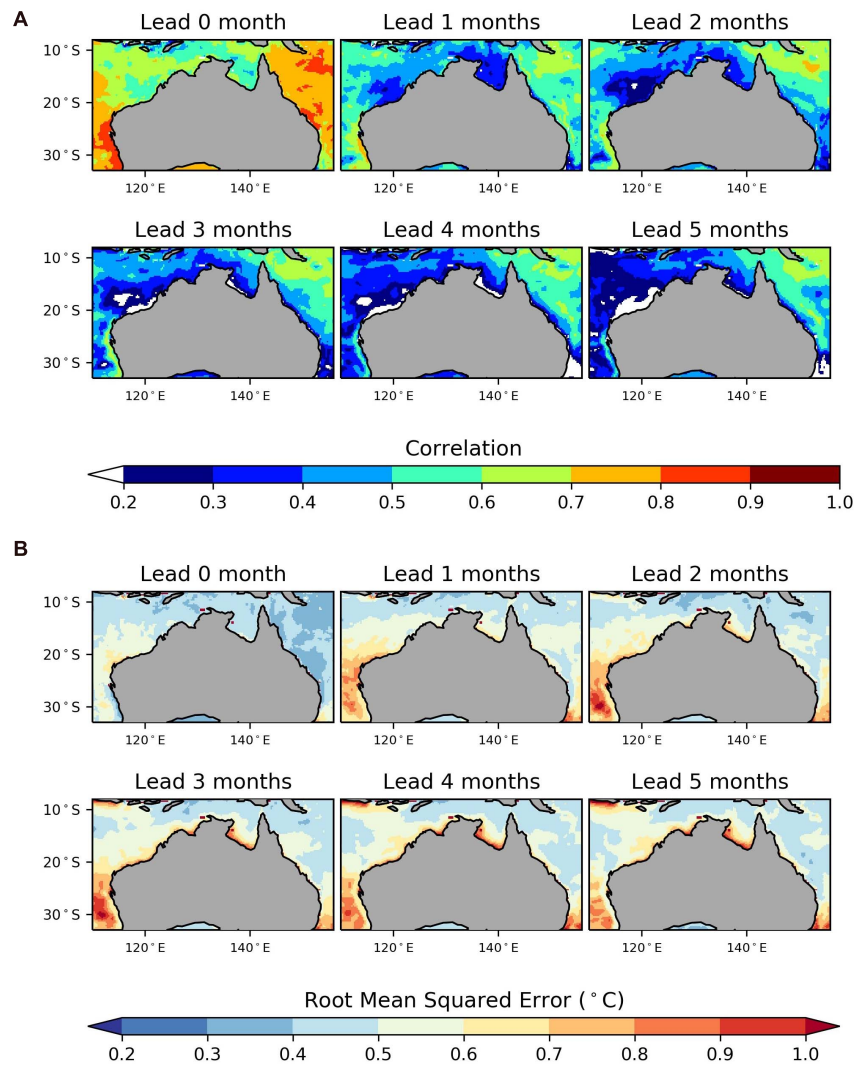 A
Lead 0 month Lead 1 months Lead 2 months
10°S
20°S
30°S
120°E 140°E 120°E 140°E 120°E 140°E
Lead 3 months Lead 4 months Lead 5 months
10°S
20°S
30°S
120°E 140°E 120°E 140°E 120°E 140°E
Correlation
0.2 0.3 0.4 0.5 0.6 0.7 0.8 0.9 1.0
B
Lead 0 month Lead 1 months Lead 2 months
10°S
20°S
30°S
120°E 140°E 120°E 140°E 120°E 140°E
Lead 3 months Lead 4 months Lead 5 months
10°S
20°S
30°S
120°E 140°E 120°E 140°E 120°E 140°E
Root Mean Squared Error (°C)
0.2 0.3 0.4 0.5 0.6 0.7 0.8 0.9 1.0